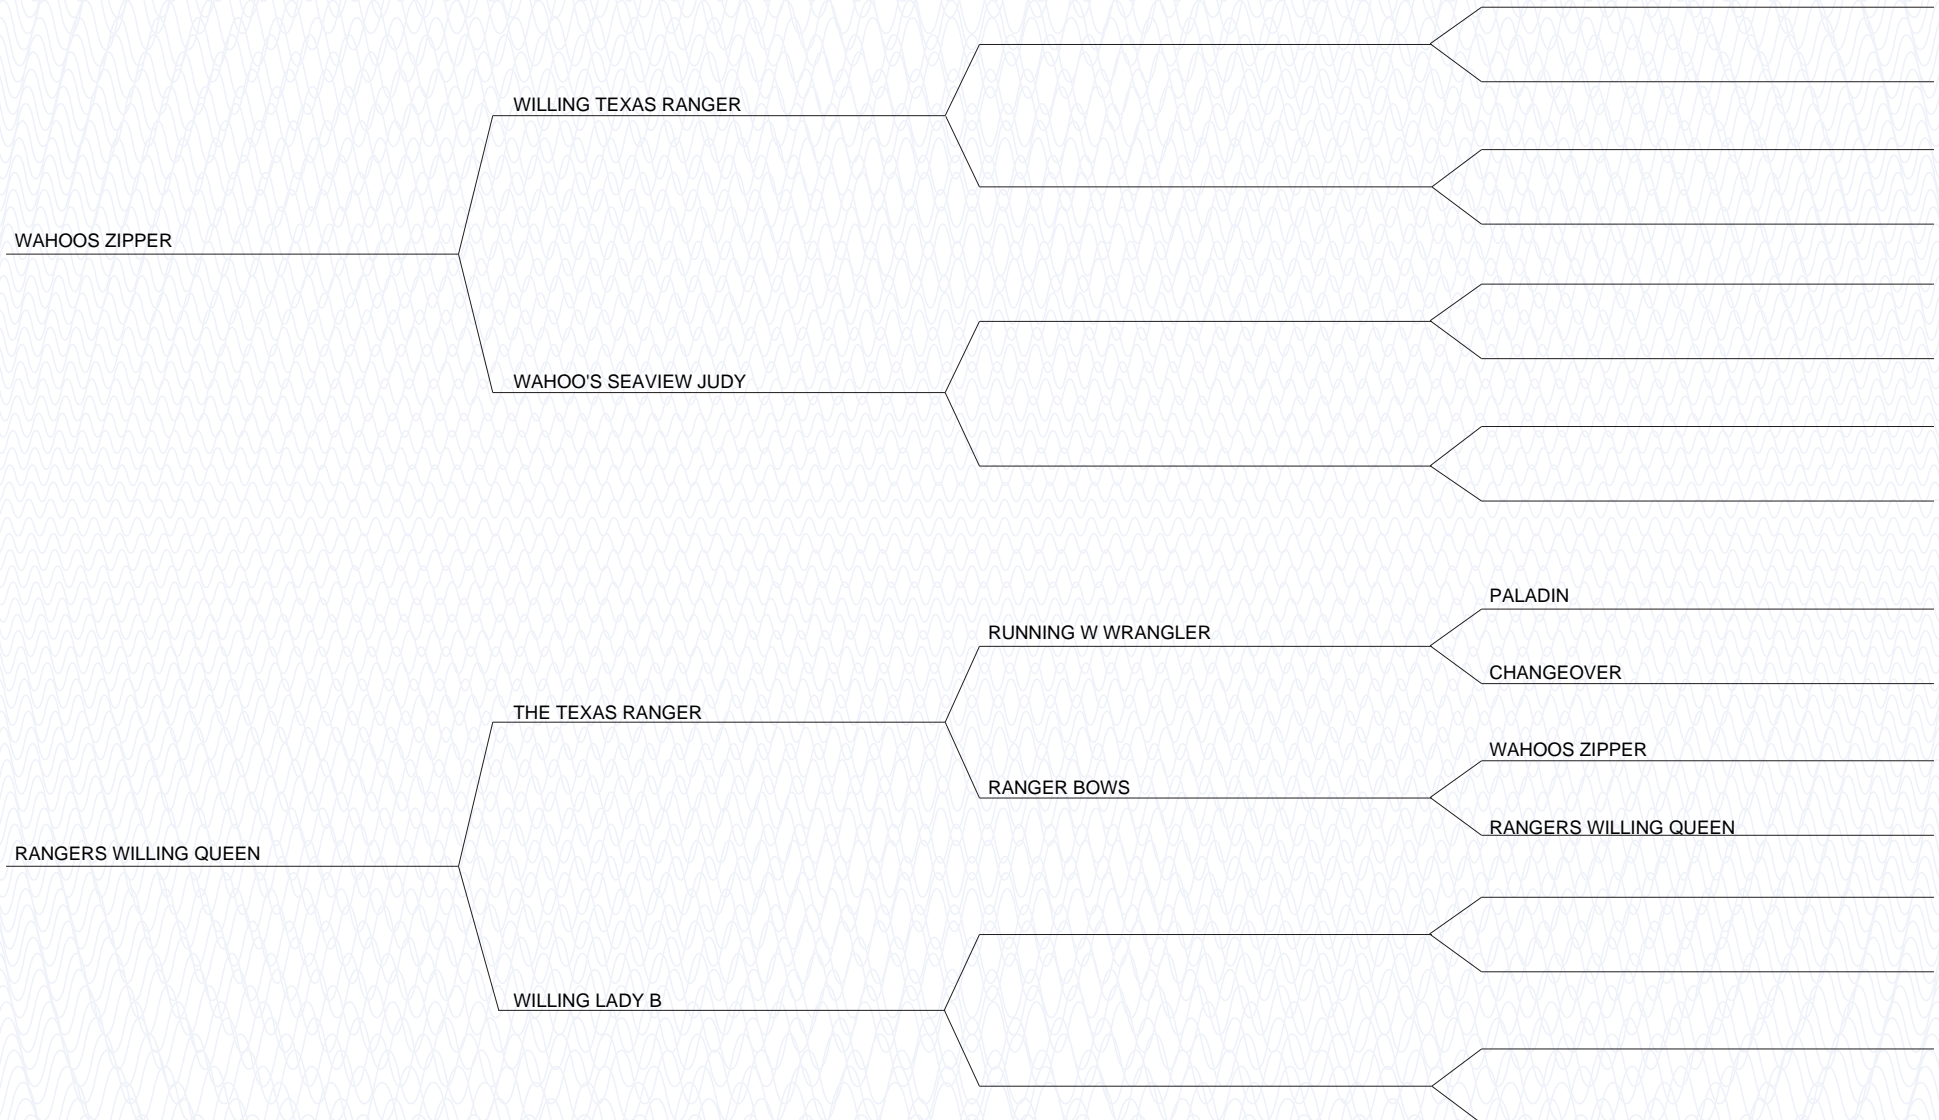 WILLING TEXAS RANGER
WAHOOS ZIPPER
WAHOO'S SEAVIEW JUDY
PALADIN
RUNNING W WRANGLER
CHANGEOVER
THE TEXAS RANGER
WAHOOS ZIPPER
RANGER BOWS
RANGERS WILLING QUEEN
RANGERS WILLING QUEEN
WILLING LADY B